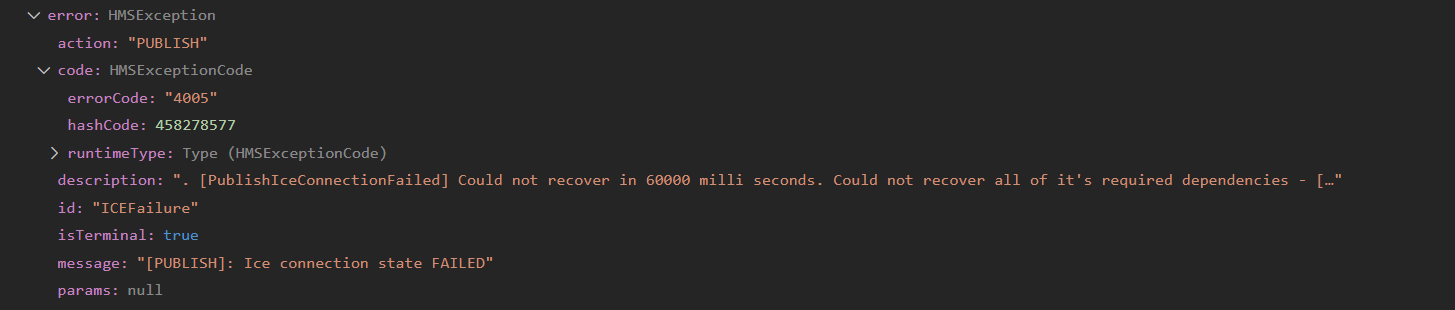 error: HMSException
action: "PUBLISH"
code: HMSExceptionCode
errorCode: "4005"
hashCode: 458278577
runtimeType: Type (HMSExceptionCode)
description: ". [PublishIceConnectionFailed] Could not recover in 60000 milli seconds. Could not recover all of it's required dependencies - […"
id: "ICEFailure"
isTerminal: true
message: "[PUBLISH]: Ice connection state FAILED"
params: null